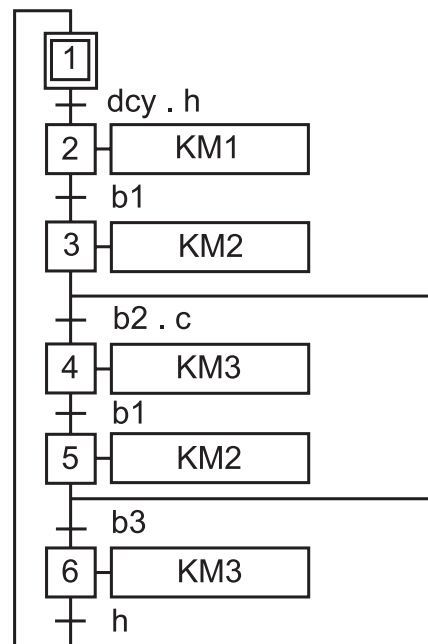 1
dcy . h
2 KM1
b1
3 KM2
b2 . c
4 KM3
b1
5 KM2
b3
6 KM3
h